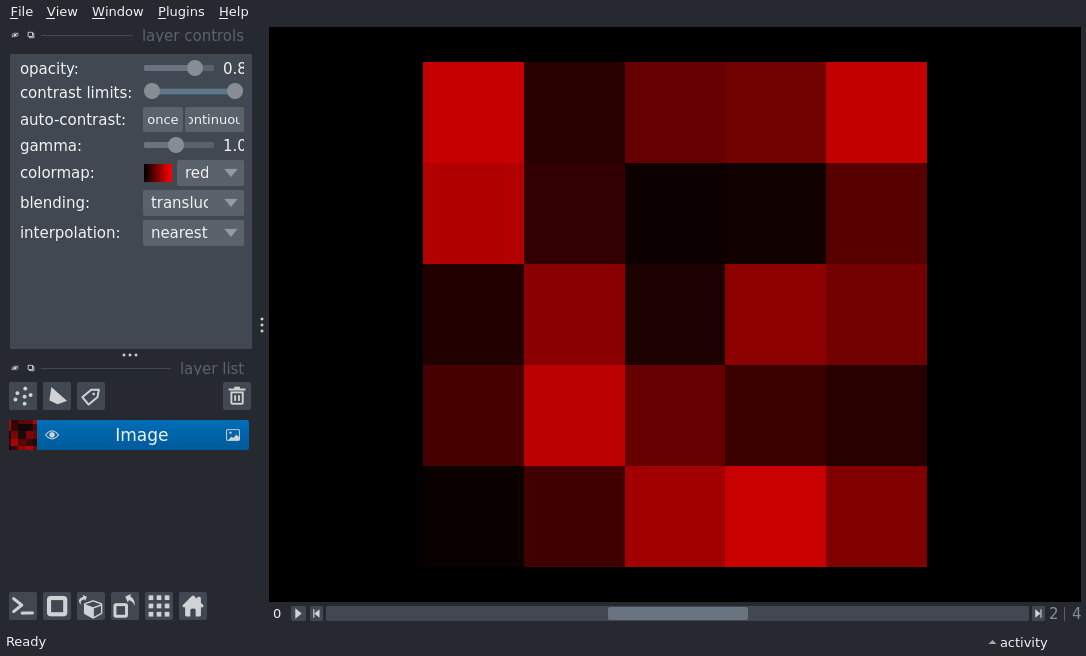 File View Window Plugins Help
layer controls
opacity: 0.8
contrast limits:
auto-contrast: once ontinuou
gamma: 1.0
colormap: red
blending: transluc
interpolation: nearest
layer list
Image
0 2 | 4
Ready
activity